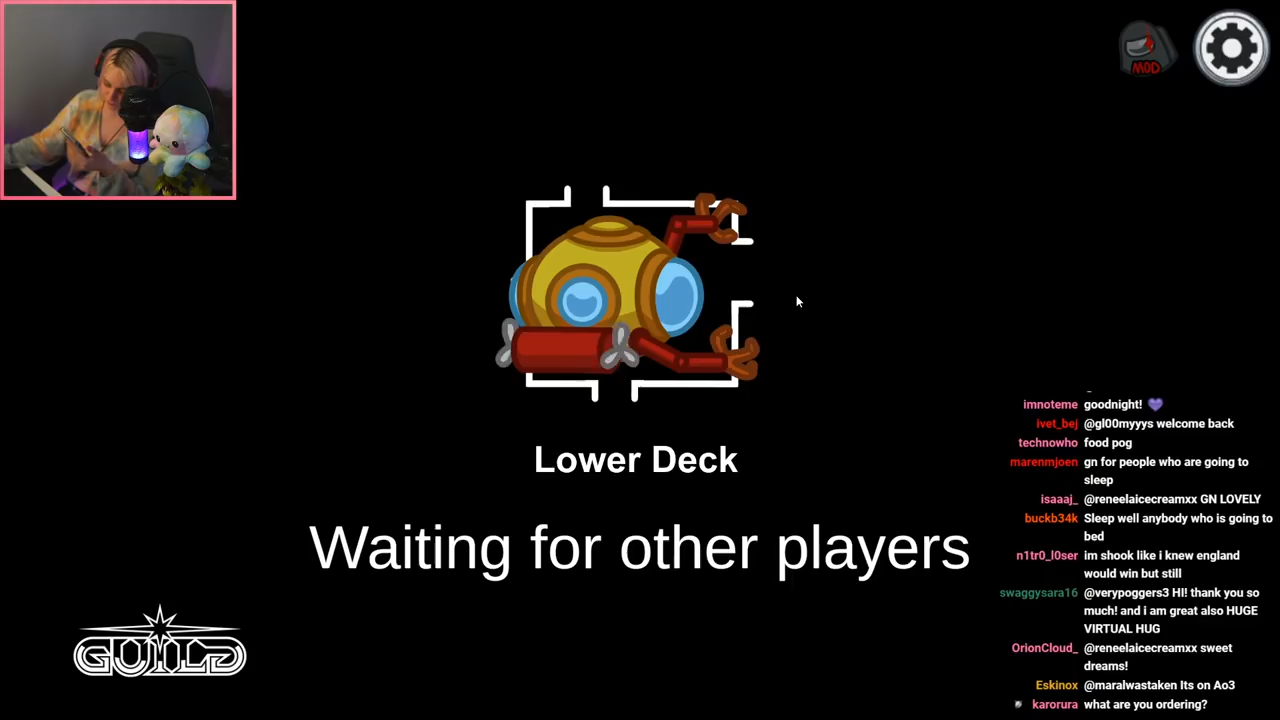 MOD
Lower Deck
Waiting for other players
GUILD
imnoteme goodnight! 💜
ivet_bej @gl00myyys welcome back
technowho food pog
marenmjoen gn for people who are going to
sleep
isaaaj_ @reneelaicecreamxx GN LOVELY
buckb34k Sleep well anybody who is going to
bed
n1tr0_l0ser im shook like i knew england
would win but still
swaggysara16 @verypoggers3 HI! thank you so
much! and i am great also HUGE
VIRTUAL HUG
OrionCloud_ @reneelaicecreamxx sweet
dreams!
Eskinox @maralwastaken Its on Ao3
karorura what are you ordering?